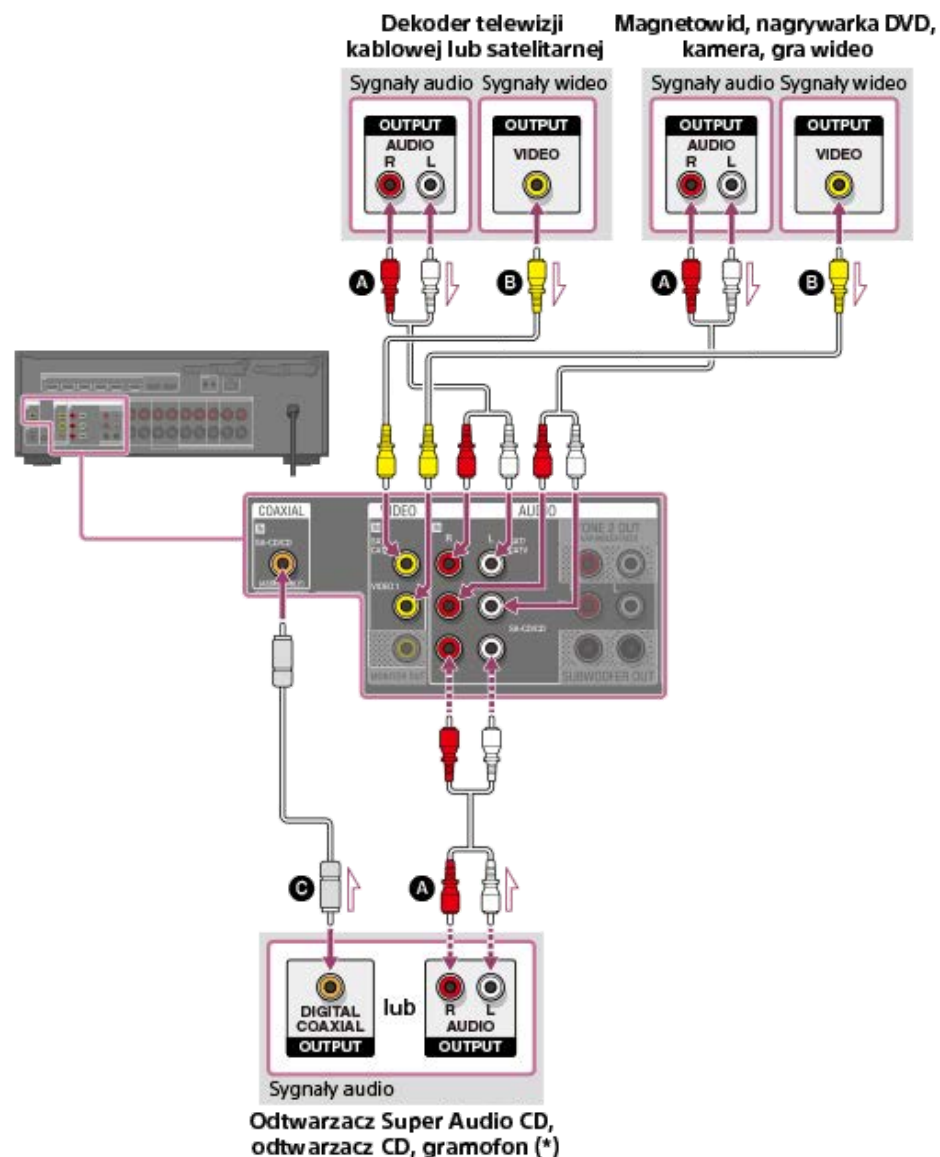 Dekoder telewizji
kablowej lub satelitarnej
Magnetowid, nagrywarka DVD,
kamera, gra wideo
Sygnały audio
Sygnały wideo
Sygnały audio
Sygnały wideo
OUTPUT
AUDIO
R L
OUTPUT
VIDEO
OUTPUT
AUDIO
R L
OUTPUT
VIDEO
A
B
A
B
COAXIAL
IN
SA-CD/CD
VIDEO
AUDIO
R L
VIDEO 1
SA-CD/CD
MONITOR OUT
2 OUT
SUBWOOFER OUT
C
A
DIGITAL
COAXIAL
OUTPUT
lub
R L
AUDIO
OUTPUT
Sygnały audio
Odtwarzacz Super Audio CD,
odtwarzacz CD, gramofon (*)